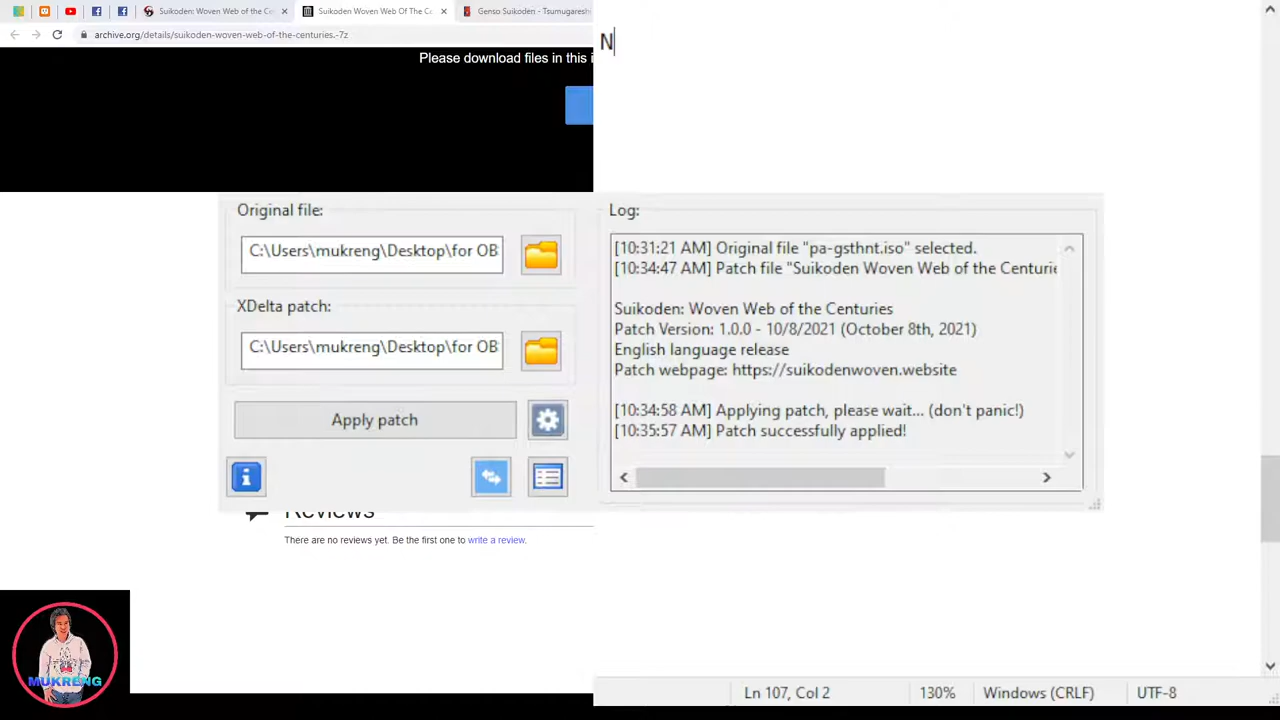 Suikoden: Woven Web of the Cen
Suikoden Woven Web Of The Ce
Genso Suikoden - Tsumugaresh
archive.org/details/suikoden-woven-web-of-the-centuries.-7z
Please download files in this i
N
Original file:
C:\Users\mukreng\Desktop\for OB
XDelta patch:
C:\Users\mukreng\Desktop\for OB
Apply patch
Log:
[10:31:21 AM] Original file "pa-gsthnt.iso" selected.
[10:34:47 AM] Patch file "Suikoden Woven Web of the Centurie
Suikoden: Woven Web of the Centuries
Patch Version: 1.0.0 - 10/8/2021 (October 8th, 2021)
English language release
Patch webpage: https://suikodenwoven.website
[10:34:58 AM] Applying patch, please wait... (don't panic!)
[10:35:57 AM] Patch successfully applied!
Reviews
There are no reviews yet. Be the first one to write a review.
MUKRENG
Ln 107, Col 2
130%
Windows (CRLF)
UTF-8